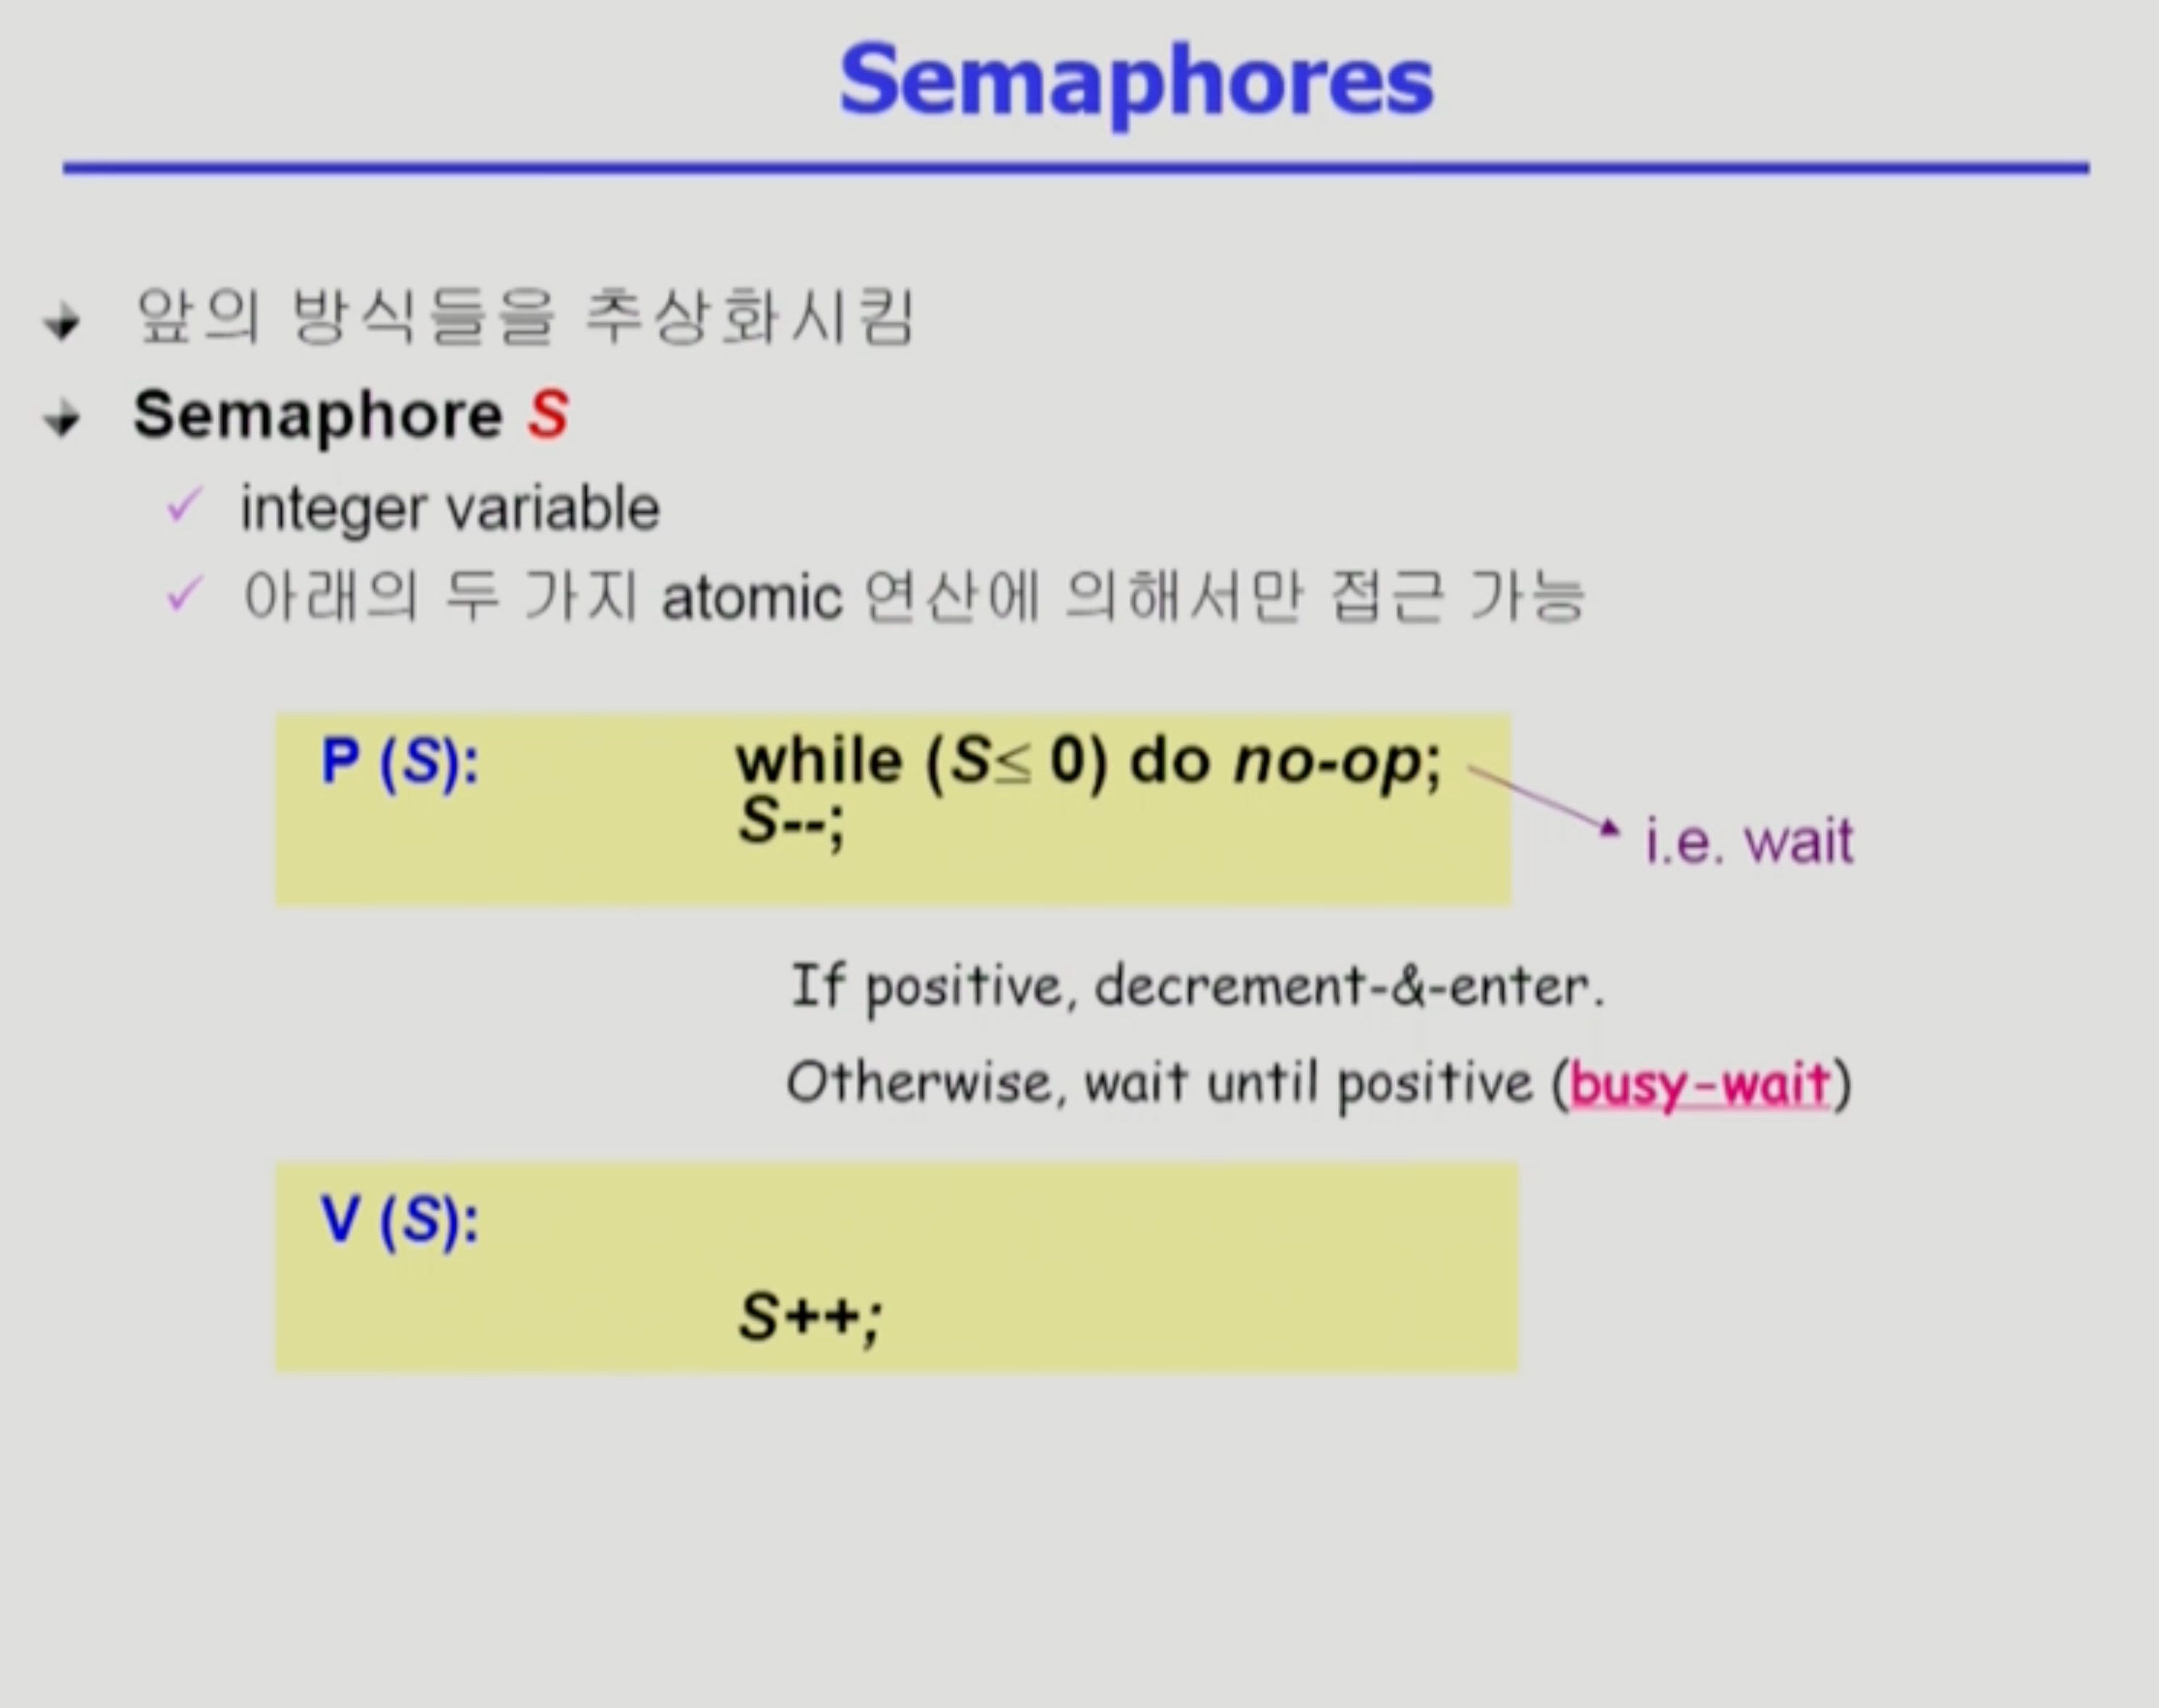 Semaphores
앞의 방식들을 추상화시킴
Semaphore S
integer variable
아래의 두 가지 atomic 연산에 의해서만 접근 가능
P (S): while (S≤ 0) do no-op;
S--;
i.e. wait
If positive, decrement-&-enter.
Otherwise, wait until positive (busy-wait)
V (S):
S++;